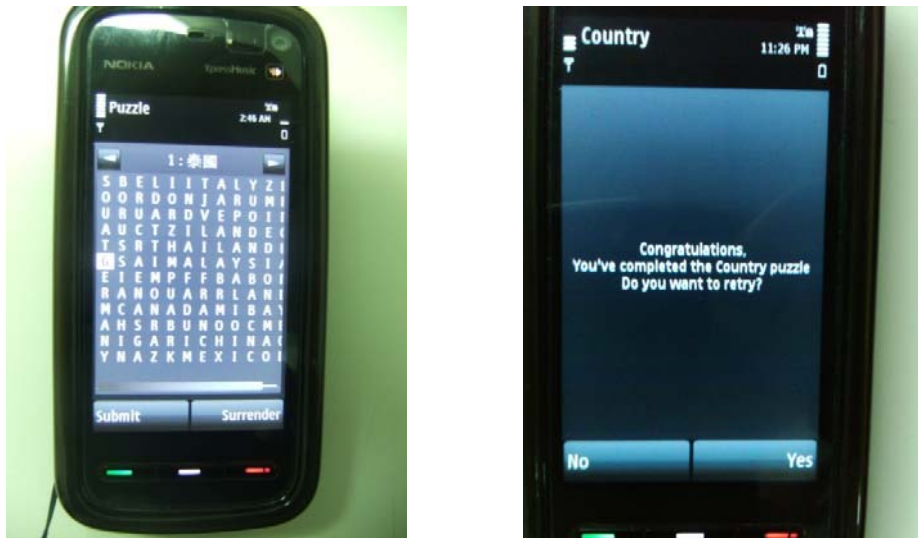 NOKIA
XpressMusic
Puzzle
2:46 AM
1 : 泰國
S B E L I I T A L Y Z
O O R D O N J A R U M
U R U A R D V E P O I
A U C T Z I L A N D E
T S R T H A I L A N D
G S A I M A L A Y S I A
E I E M P F F B A B O
R A N O U A R R L A N
M C A N A D A M I B A
A H S R B U N O O C M
N I G A R I C H I N A
Y N A Z K M E X I C O
Submit
Surrender
Country
11:26 PM
Congratulations,
You've completed the Country puzzle
Do you want to retry?
No
Yes